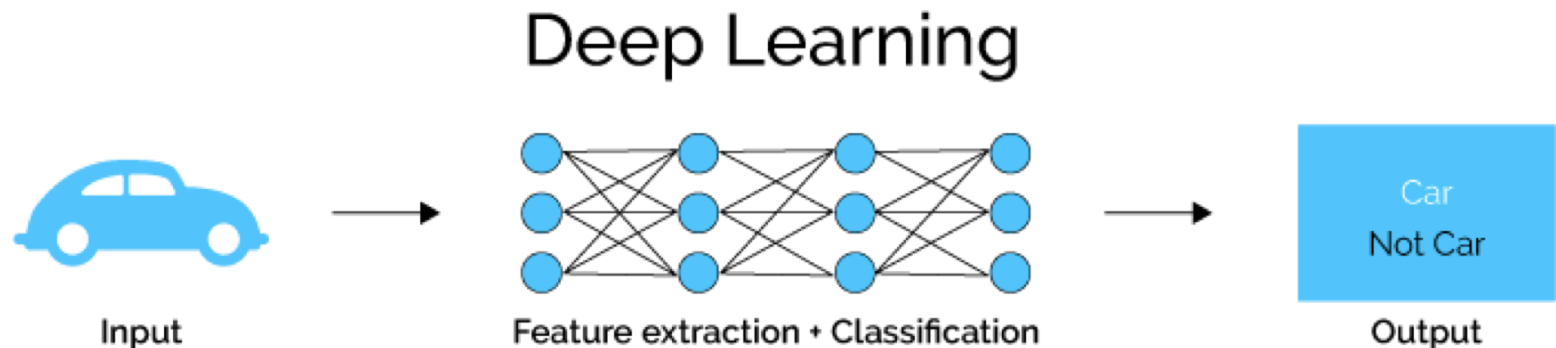 Deep Learning
Car
Not Car
Input
Feature extraction + Classification
Output